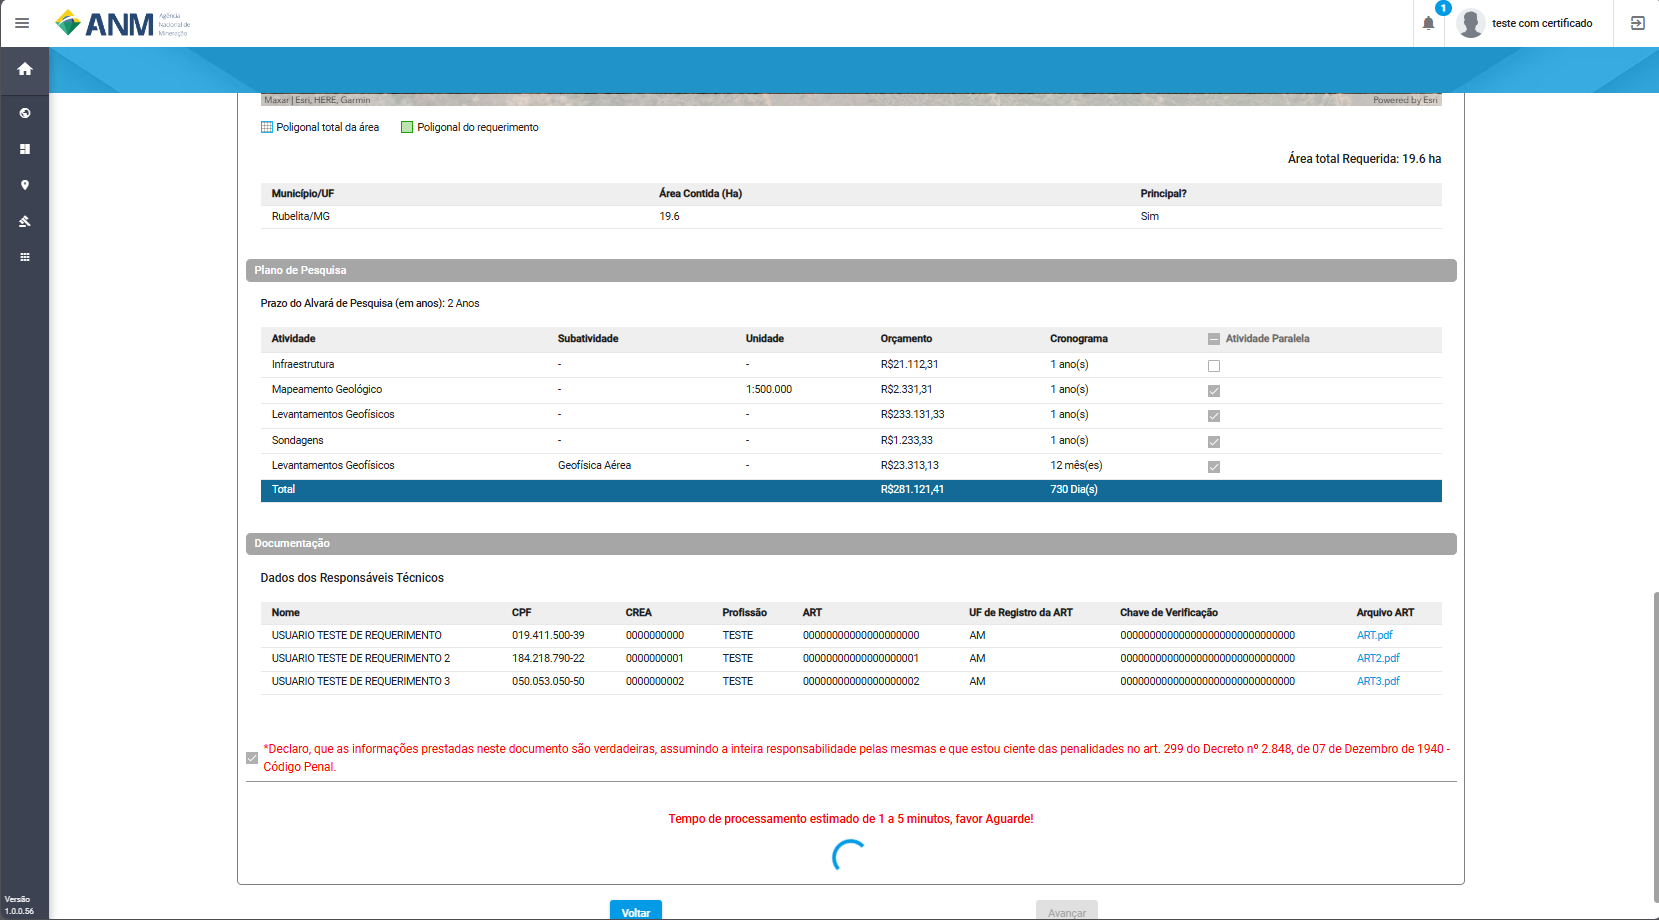 ANM Agência Nacional de Mineração
1
teste com certificado
Maxar | Esri, HERE, Garmin
Powered by Esri
Poligonal total da área Poligonal do requerimento
Área total Requerida: 19.6 ha
Município/UF Área Contida (Ha) Principal?
Rubelita/MG 19.6 Sim
Plano de Pesquisa
Prazo do Alvará de Pesquisa (em anos): 2 Anos
Atividade Subatividade Unidade Orçamento Cronograma Atividade Paralela
Infraestrutura - - R$21.112,31 1 ano(s)
Mapeamento Geológico - 1:500.000 R$2.331,31 1 ano(s)
Levantamentos Geofísicos - - R$233.131,33 1 ano(s)
Sondagens - - R$1.233,33 1 ano(s)
Levantamentos Geofísicos Geofísica Aérea - R$23.313,13 12 mês(es)
Total R$281.121,41 730 Dia(s)
Documentação
Dados dos Responsáveis Técnicos
Nome CPF CREA Profissão ART UF de Registro da ART Chave de Verificação Arquivo ART
USUARIO TESTE DE REQUERIMENTO 019.411.500-39 0000000000 TESTE 00000000000000000000 AM 000000000000000000000000000000 ART.pdf
USUARIO TESTE DE REQUERIMENTO 2 184.218.790-22 0000000001 TESTE 00000000000000000001 AM 000000000000000000000000000000 ART2.pdf
USUARIO TESTE DE REQUERIMENTO 3 050.053.050-50 0000000002 TESTE 00000000000000000002 AM 000000000000000000000000000000 ART3.pdf
*Declaro, que as informações prestadas neste documento são verdadeiras, assumindo a inteira responsabilidade pelas mesmas e que estou ciente das penalidades no art. 299 do Decreto nº 2.848, de 07 de Dezembro de 1940 -
Código Penal.
Tempo de processamento estimado de 1 a 5 minutos, favor Aguarde!
Versão
1.0.0.56
Voltar Avançar